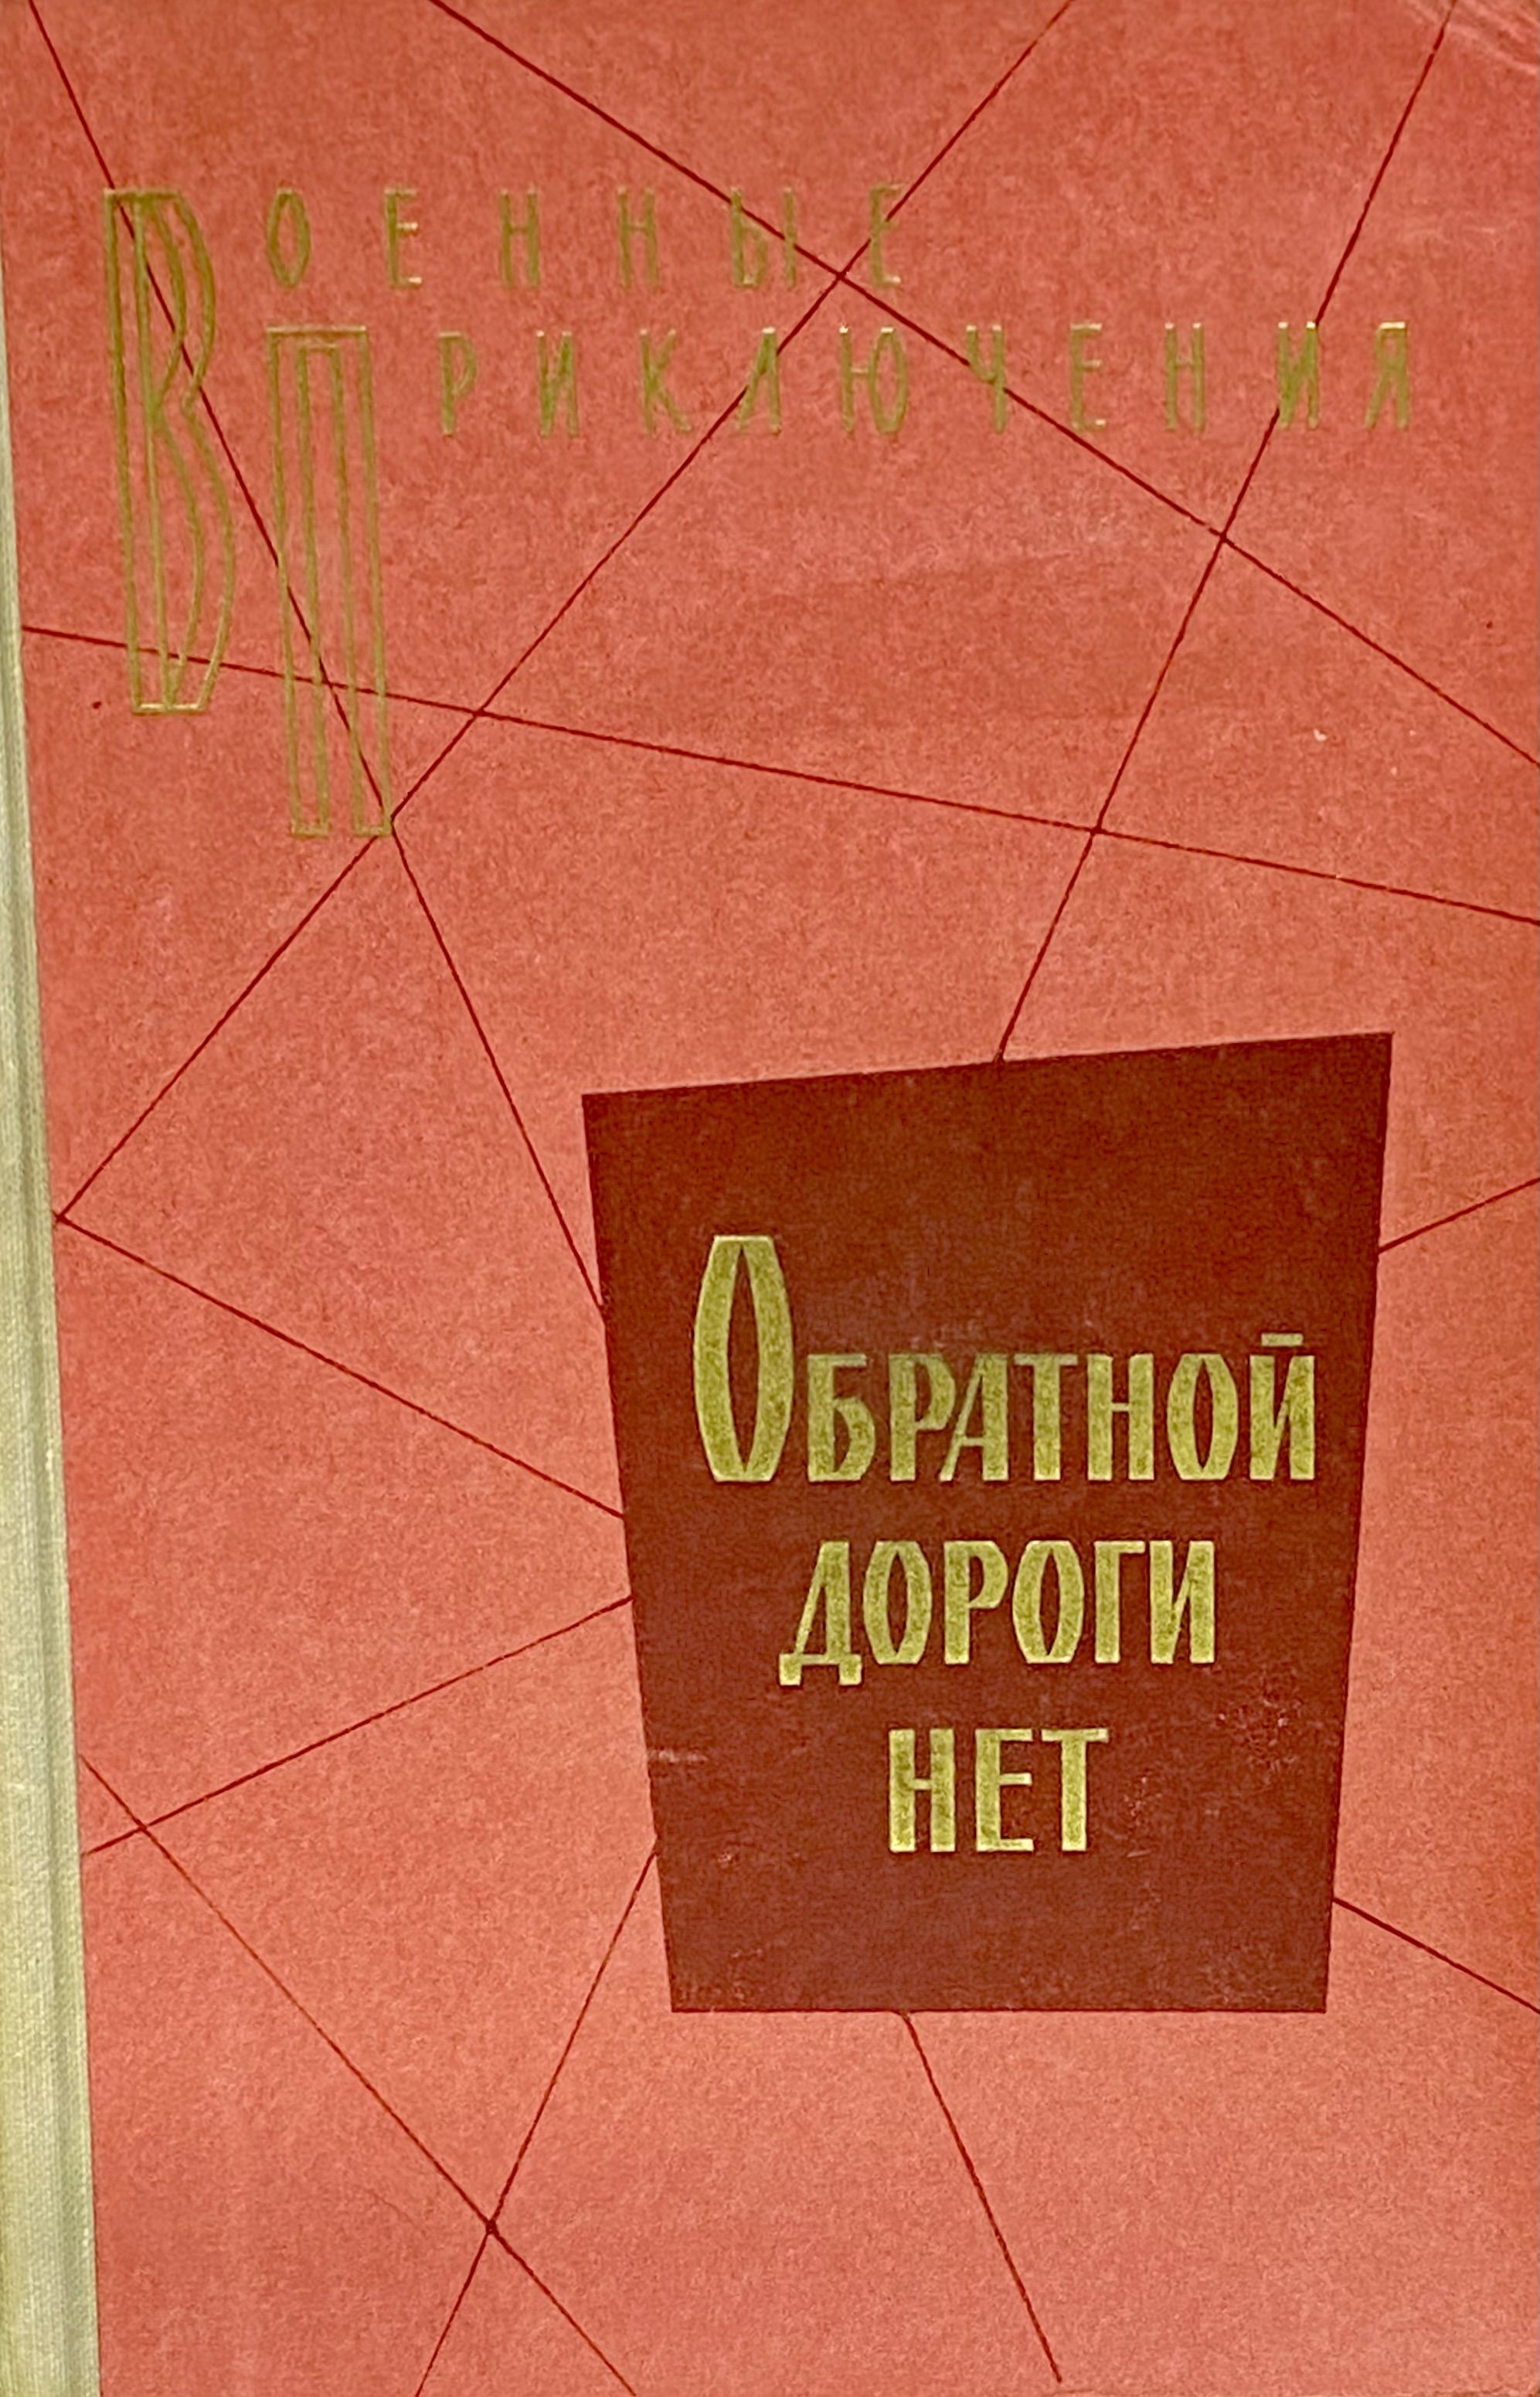 Военные
Приключения
Обратной
дороги
нет